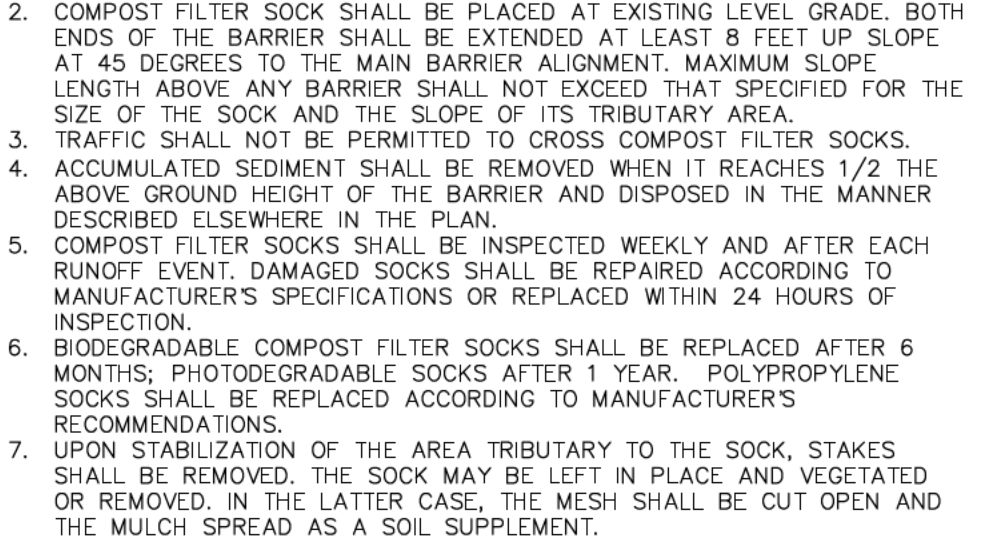 2. COMPOST FILTER SOCK SHALL BE PLACED AT EXISTING LEVEL GRADE. BOTH
ENDS OF THE BARRIER SHALL BE EXTENDED AT LEAST 8 FEET UP SLOPE
AT 45 DEGREES TO THE MAIN BARRIER ALIGNMENT. MAXIMUM SLOPE
LENGTH ABOVE ANY BARRIER SHALL NOT EXCEED THAT SPECIFIED FOR THE
SIZE OF THE SOCK AND THE SLOPE OF ITS TRIBUTARY AREA.
3. TRAFFIC SHALL NOT BE PERMITTED TO CROSS COMPOST FILTER SOCKS.
4. ACCUMULATED SEDIMENT SHALL BE REMOVED WHEN IT REACHES 1/2 THE
ABOVE GROUND HEIGHT OF THE BARRIER AND DISPOSED IN THE MANNER
DESCRIBED ELSEWHERE IN THE PLAN.
5. COMPOST FILTER SOCKS SHALL BE INSPECTED WEEKLY AND AFTER EACH
RUNOFF EVENT. DAMAGED SOCKS SHALL BE REPAIRED ACCORDING TO
MANUFACTURER'S SPECIFICATIONS OR REPLACED WITHIN 24 HOURS OF
INSPECTION.
6. BIODEGRADABLE COMPOST FILTER SOCKS SHALL BE REPLACED AFTER 6
MONTHS; PHOTODEGRADABLE SOCKS AFTER 1 YEAR. POLYPROPYLENE
SOCKS SHALL BE REPLACED ACCORDING TO MANUFACTURER'S
RECOMMENDATIONS.
7. UPON STABILIZATION OF THE AREA TRIBUTARY TO THE SOCK, STAKES
SHALL BE REMOVED. THE SOCK MAY BE LEFT IN PLACE AND VEGETATED
OR REMOVED. IN THE LATTER CASE, THE MESH SHALL BE CUT OPEN AND
THE MULCH SPREAD AS A SOIL SUPPLEMENT.